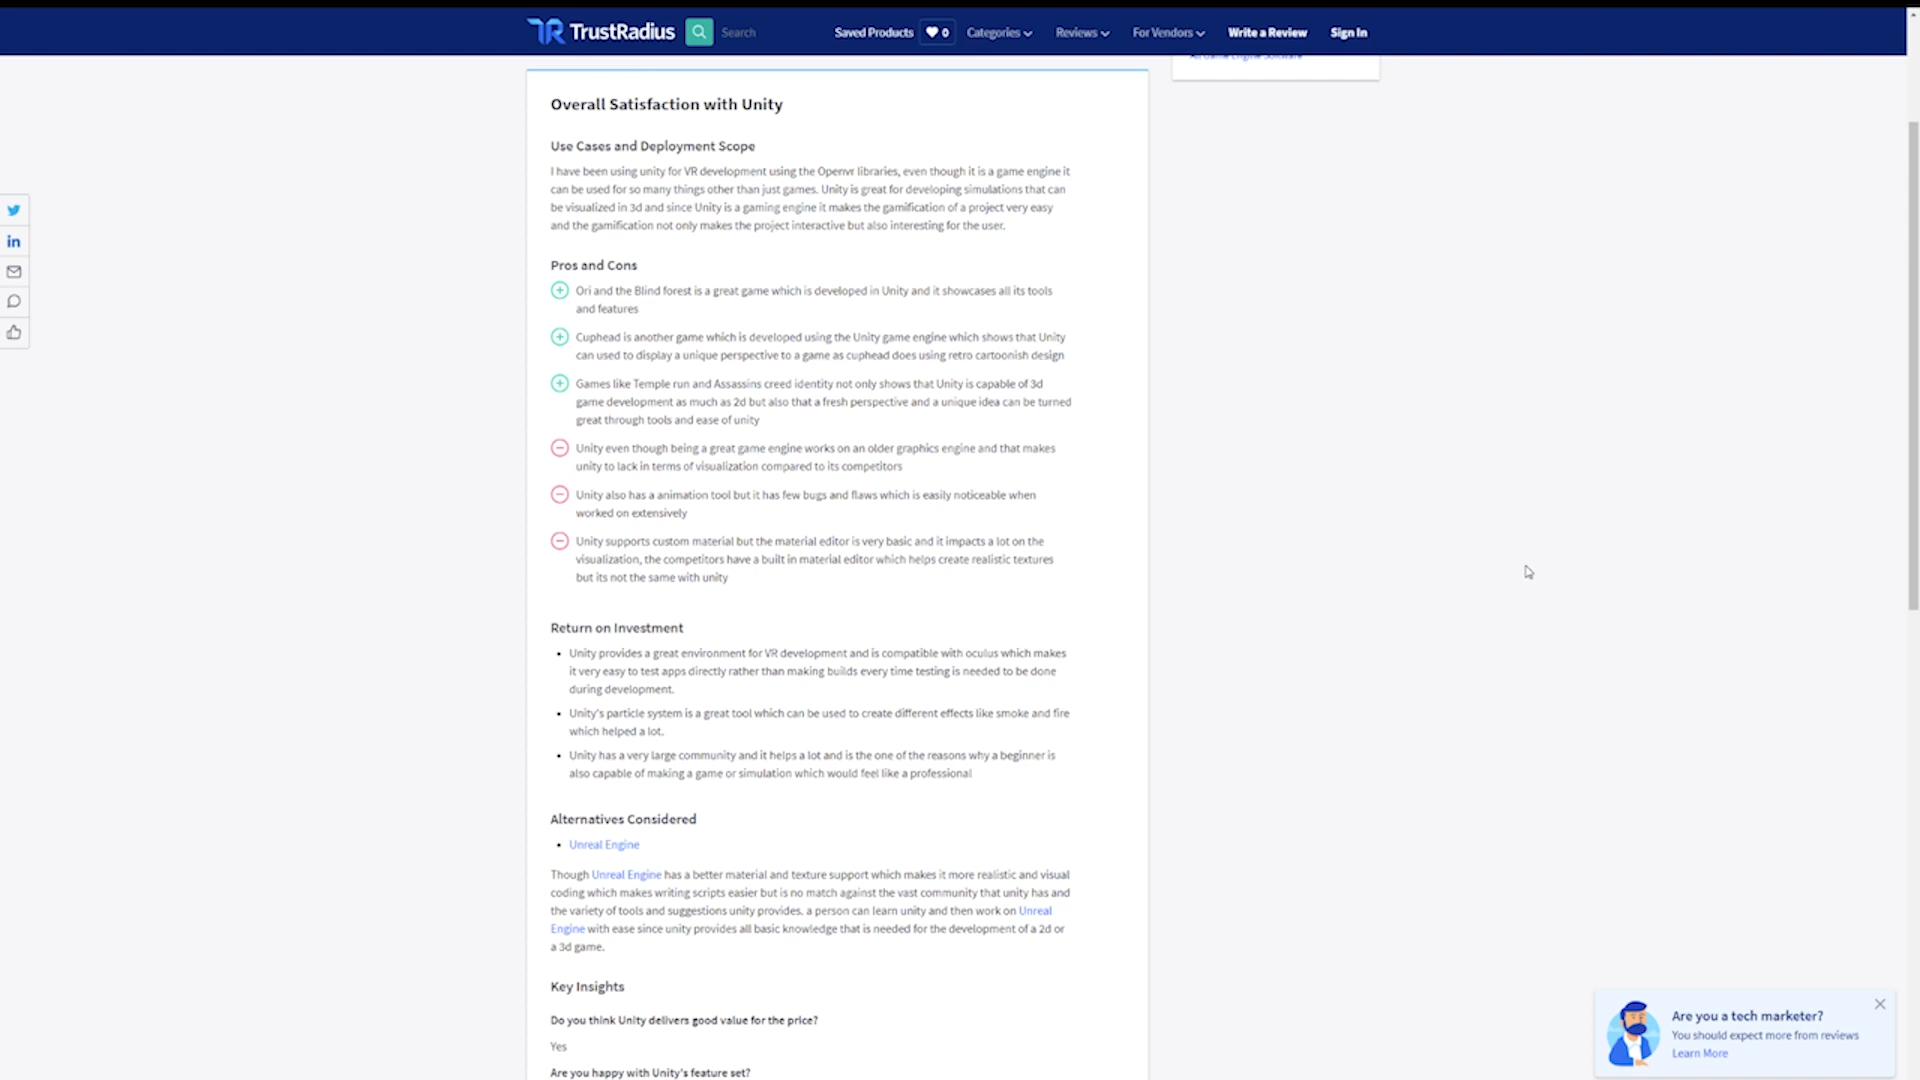 TrustRadius
Search
Saved Products
0
Categories
Reviews
For Vendors
Write a Review
Sign In
All Game Engine Software
Overall Satisfaction with Unity
Use Cases and Deployment Scope
I have been using unity for VR development using the Openvr libraries, even though it is a game engine it
can be used for so many things other than just games. Unity is great for developing simulations that can
be visualized in 3d and since Unity is a gaming engine it makes the gamification of a project very easy
and the gamification not only makes the project interactive but also interesting for the user.
Pros and Cons
Ori and the Blind forest is a great game which is developed in Unity and it showcases all its tools
and features
Cuphead is another game which is developed using the Unity game engine which shows that Unity
can used to display a unique perspective to a game as cuphead does using retro cartoonish design
Games like Temple run and Assassins creed identity not only shows that Unity is capable of 3d
game development as much as 2d but also that a fresh perspective and a unique idea can be turned
great through tools and ease of unity
Unity even though being a great game engine works on an older graphics engine and that makes
unity to lack in terms of visualization compared to its competitors
Unity also has a animation tool but it has few bugs and flaws which is easily noticeable when
worked on extensively
Unity supports custom material but the material editor is very basic and it impacts a lot on the
visualization, the competitors have a built in material editor which helps create realistic textures
but its not the same with unity
Return on Investment
• Unity provides a great environment for VR development and is compatible with oculus which makes
it very easy to test apps directly rather than making builds every time testing is needed to be done
during development.
• Unity's particle system is a great tool which can be used to create different effects like smoke and fire
which helped a lot.
• Unity has a very large community and it helps a lot and is the one of the reasons why a beginner is
also capable of making a game or simulation which would feel like a professional
Alternatives Considered
• Unreal Engine
Though Unreal Engine has a better material and texture support which makes it more realistic and visual
coding which makes writing scripts easier but is no match against the vast community that unity has and
the variety of tools and suggestions unity provides. a person can learn unity and then work on Unreal
Engine with ease since unity provides all basic knowledge that is needed for the development of a 2d or
a 3d game.
Key Insights
Do you think Unity delivers good value for the price?
Yes
Are you happy with Unity's feature set?
Are you a tech marketer?
You should expect more from reviews
Learn More